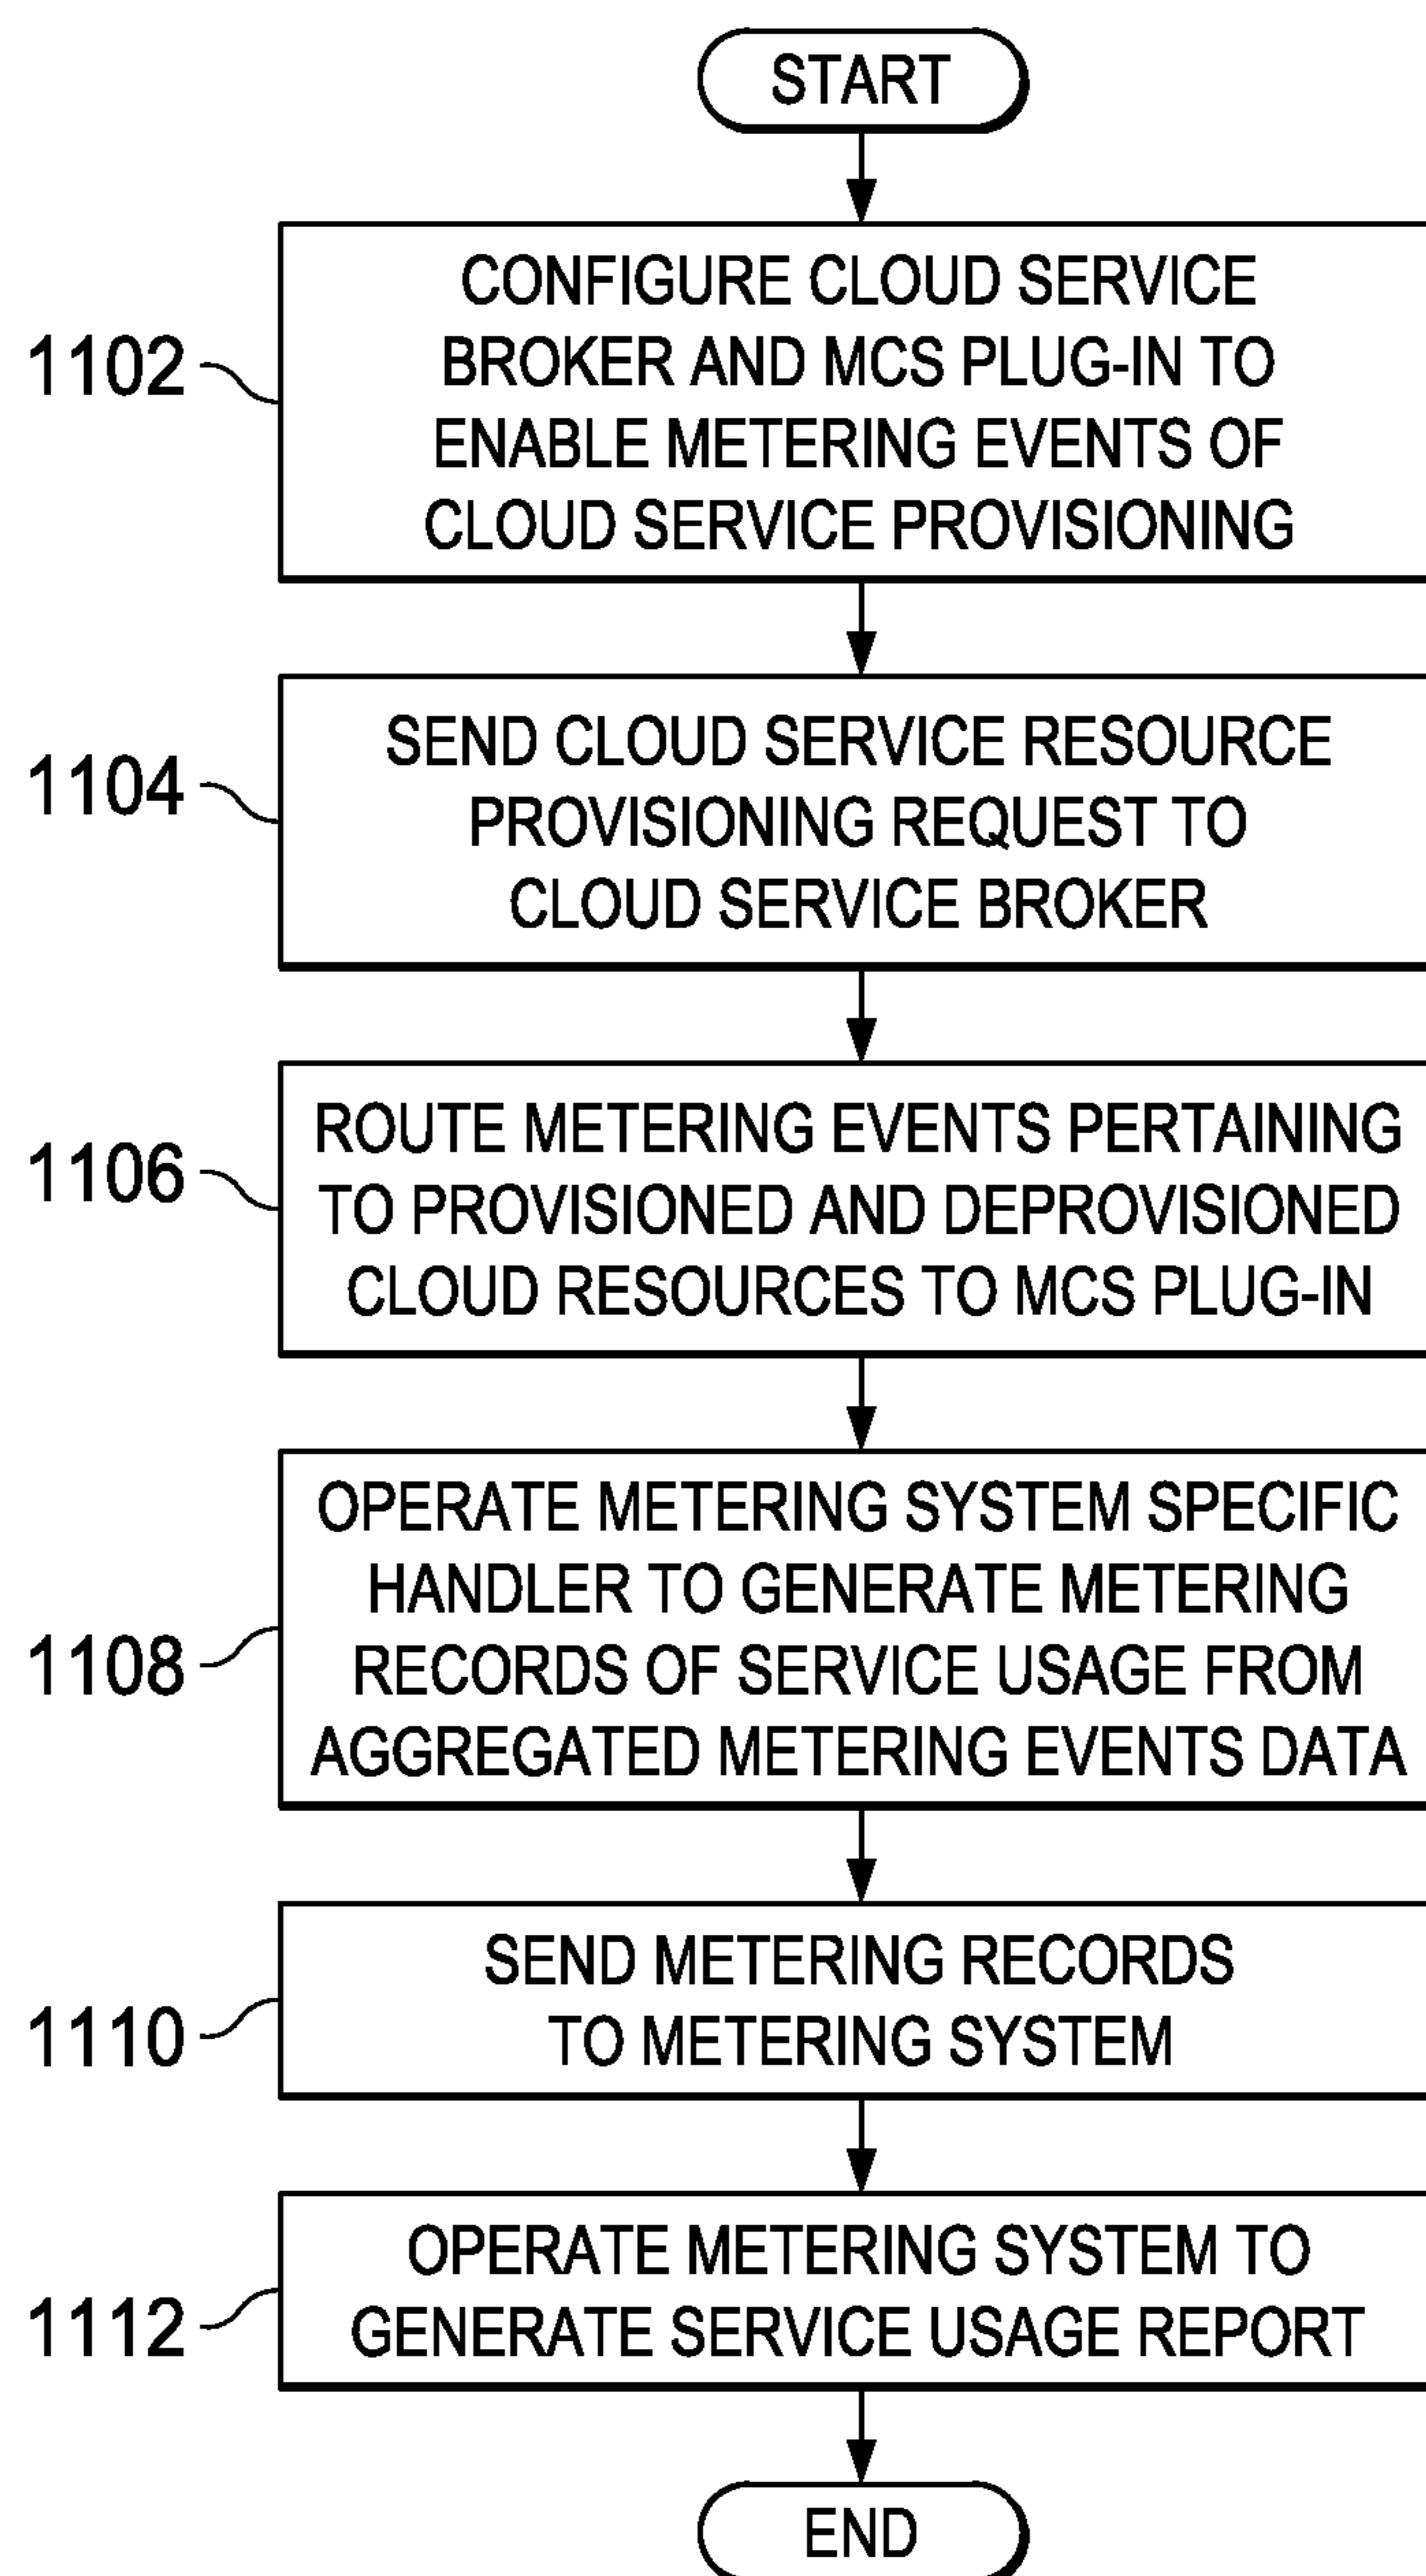 START
1102
CONFIGURE CLOUD SERVICE
BROKER AND MCS PLUG-IN TO
ENABLE METERING EVENTS OF
CLOUD SERVICE PROVISIONING
1104
SEND CLOUD SERVICE RESOURCE
PROVISIONING REQUEST TO
CLOUD SERVICE BROKER
1106
ROUTE METERING EVENTS PERTAINING
TO PROVISIONED AND DEPROVISIONED
CLOUD RESOURCES TO MCS PLUG-IN
1108
OPERATE METERING SYSTEM SPECIFIC
HANDLER TO GENERATE METERING
RECORDS OF SERVICE USAGE FROM
AGGREGATED METERING EVENTS DATA
1110
SEND METERING RECORDS
TO METERING SYSTEM
1112
OPERATE METERING SYSTEM TO
GENERATE SERVICE USAGE REPORT
END